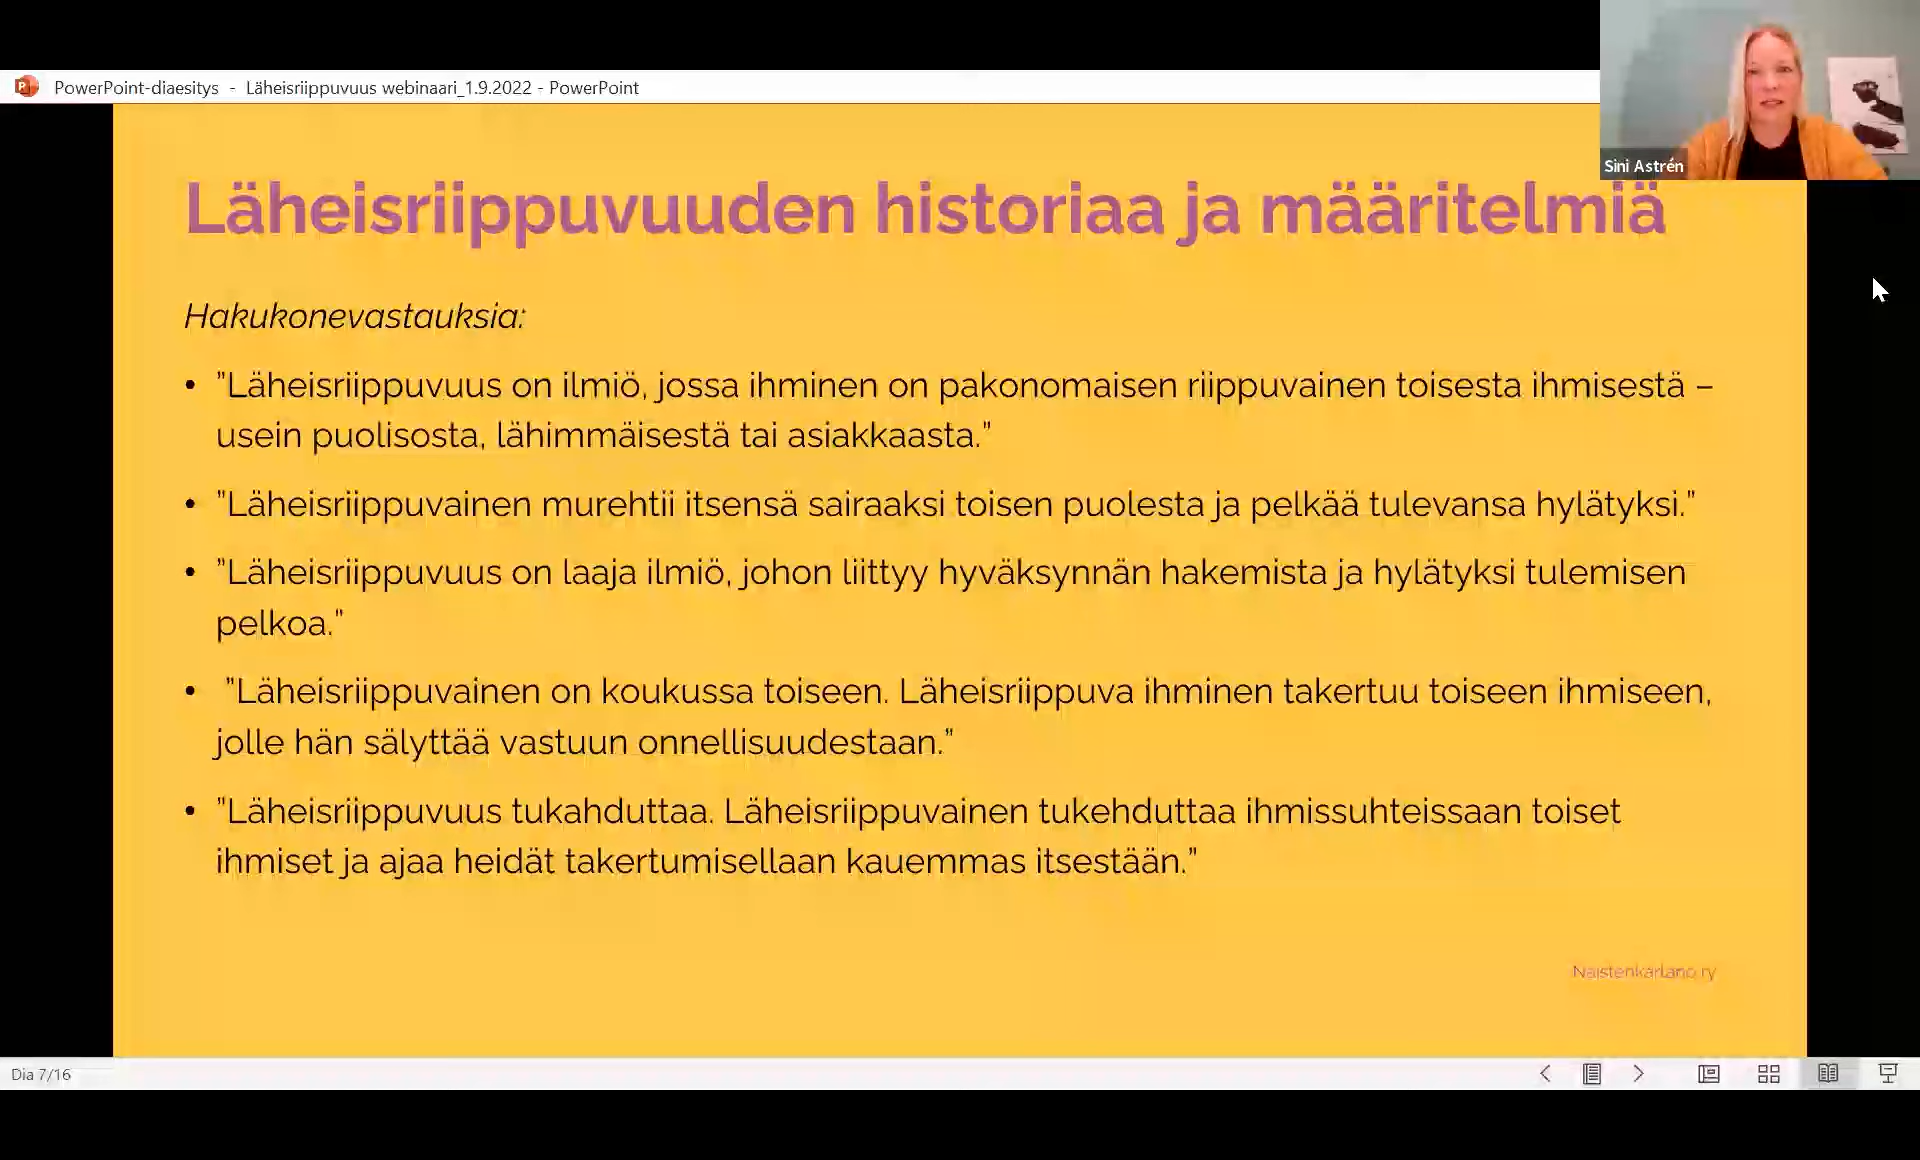 PowerPoint-diaesitys - Läheisriippuvuus webinaari_1.9.2022 - PowerPoint
Sini Astrén
Läheisriippuvuuden historiaa ja määritelmiä
Hakukonevastauksia:
• ”Läheisriippuvuus on ilmiö, jossa ihminen on pakonomaisen riippuvainen toisesta ihmisestä –
usein puolisosta, lähimmäisestä tai asiakkaasta.”
• ”Läheisriippuvainen murehtii itsensä sairaaksi toisen puolesta ja pelkää tulevansa hylätyksi.”
• ”Läheisriippuvuus on laaja ilmiö, johon liittyy hyväksynnän hakemista ja hylätyksi tulemisen
pelkoa.”
• ”Läheisriippuvainen on koukussa toiseen. Läheisriippuva ihminen takertuu toiseen ihmiseen,
jolle hän sälyttää vastuun onnellisuudestaan.”
• ”Läheisriippuvuus tukahduttaa. Läheisriippuvainen tukehduttaa ihmissuhteissaan toiset
ihmiset ja ajaa heidät takertumisellaan kauemmas itsestään.”
Naistenkartano ry
Dia 7/16